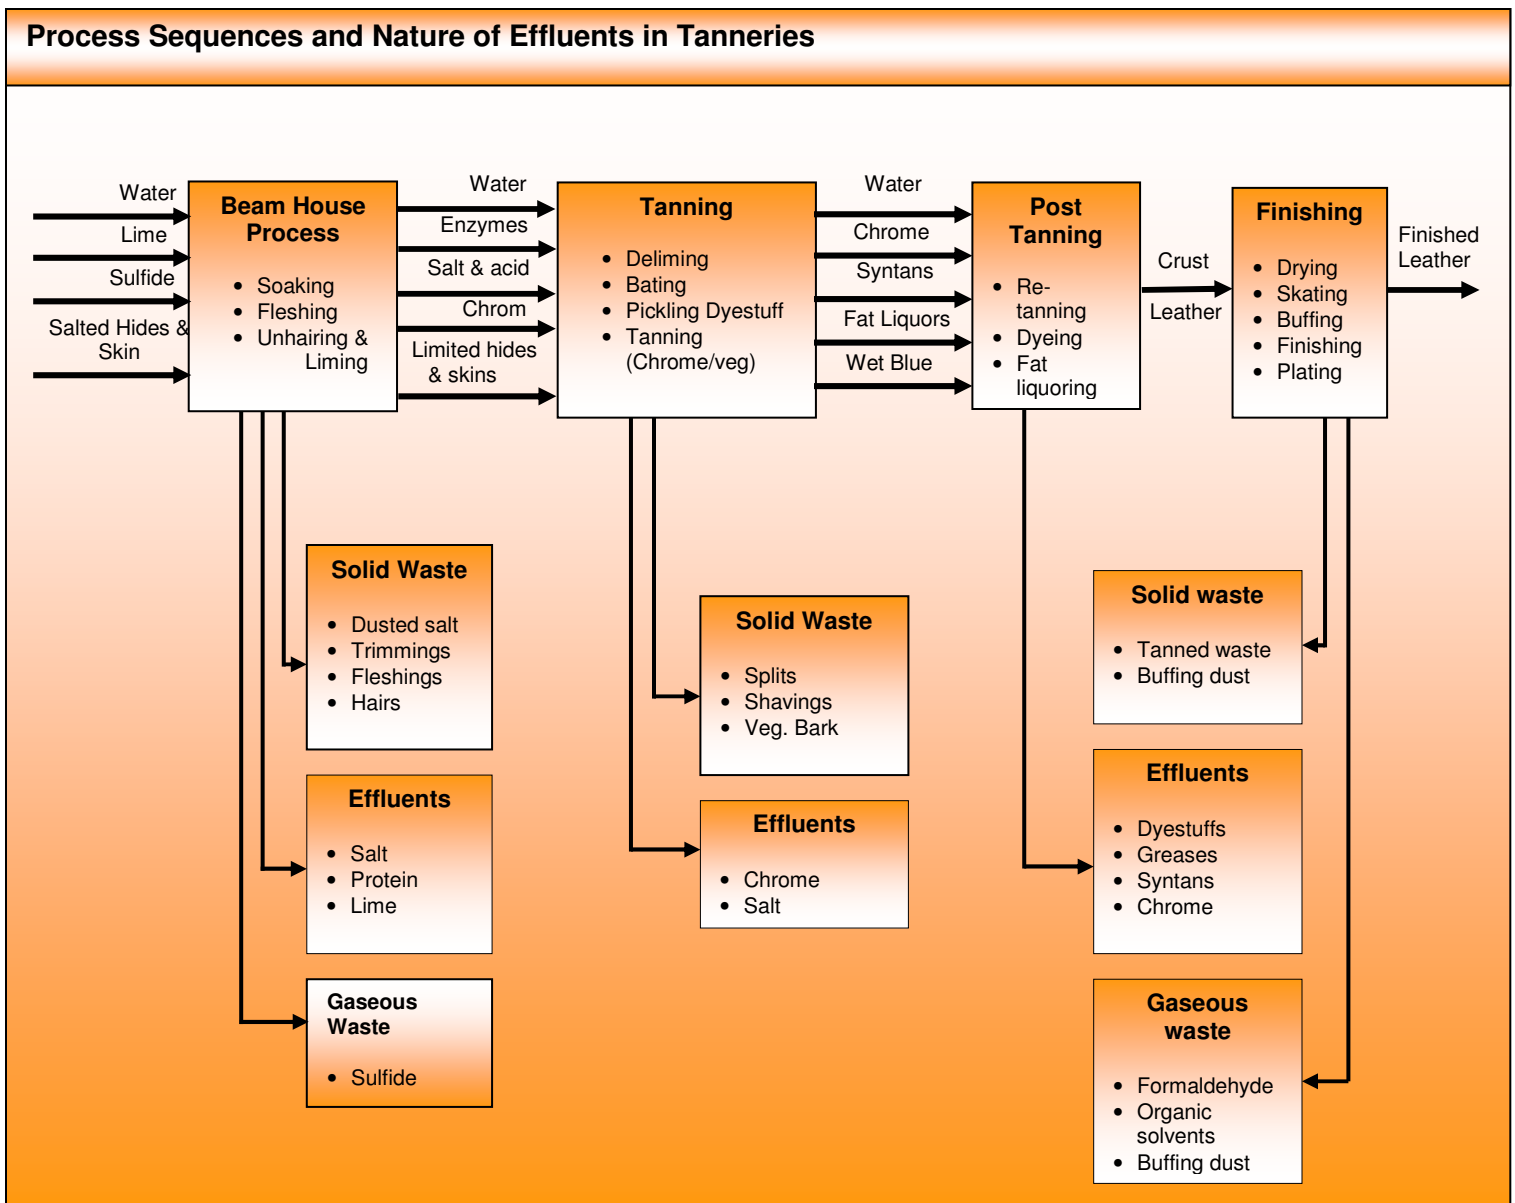 Process Sequences and Nature of Effluents in Tanneries
Water
Lime
Sulfide
Salted Hides &
Skin
Beam House
Process
• Soaking
• Fleshing
• Unhairing &
Liming
Water
Enzymes
Salt & acid
Chrom
Limited hides
& skins
Tanning
• Deliming
• Bating
• Pickling Dyestuff
• Tanning
(Chrome/veg)
Water
Chrome
Syntans
Fat Liquors
Wet Blue
Post
Tanning
• Re-
tanning
• Dyeing
• Fat
liquoring
Crust
Leather
Finishing
• Drying
• Skating
• Buffing
• Finishing
• Plating
Finished
Leather
Solid Waste
• Dusted salt
• Trimmings
• Fleshings
• Hairs
Effluents
• Salt
• Protein
• Lime
Gaseous
Waste
• Sulfide
Solid Waste
• Splits
• Shavings
• Veg. Bark
Effluents
• Chrome
• Salt
Solid waste
• Tanned waste
• Buffing dust
Effluents
• Dyestuffs
• Greases
• Syntans
• Chrome
Gaseous
waste
• Formaldehyde
• Organic
solvents
• Buffing dust